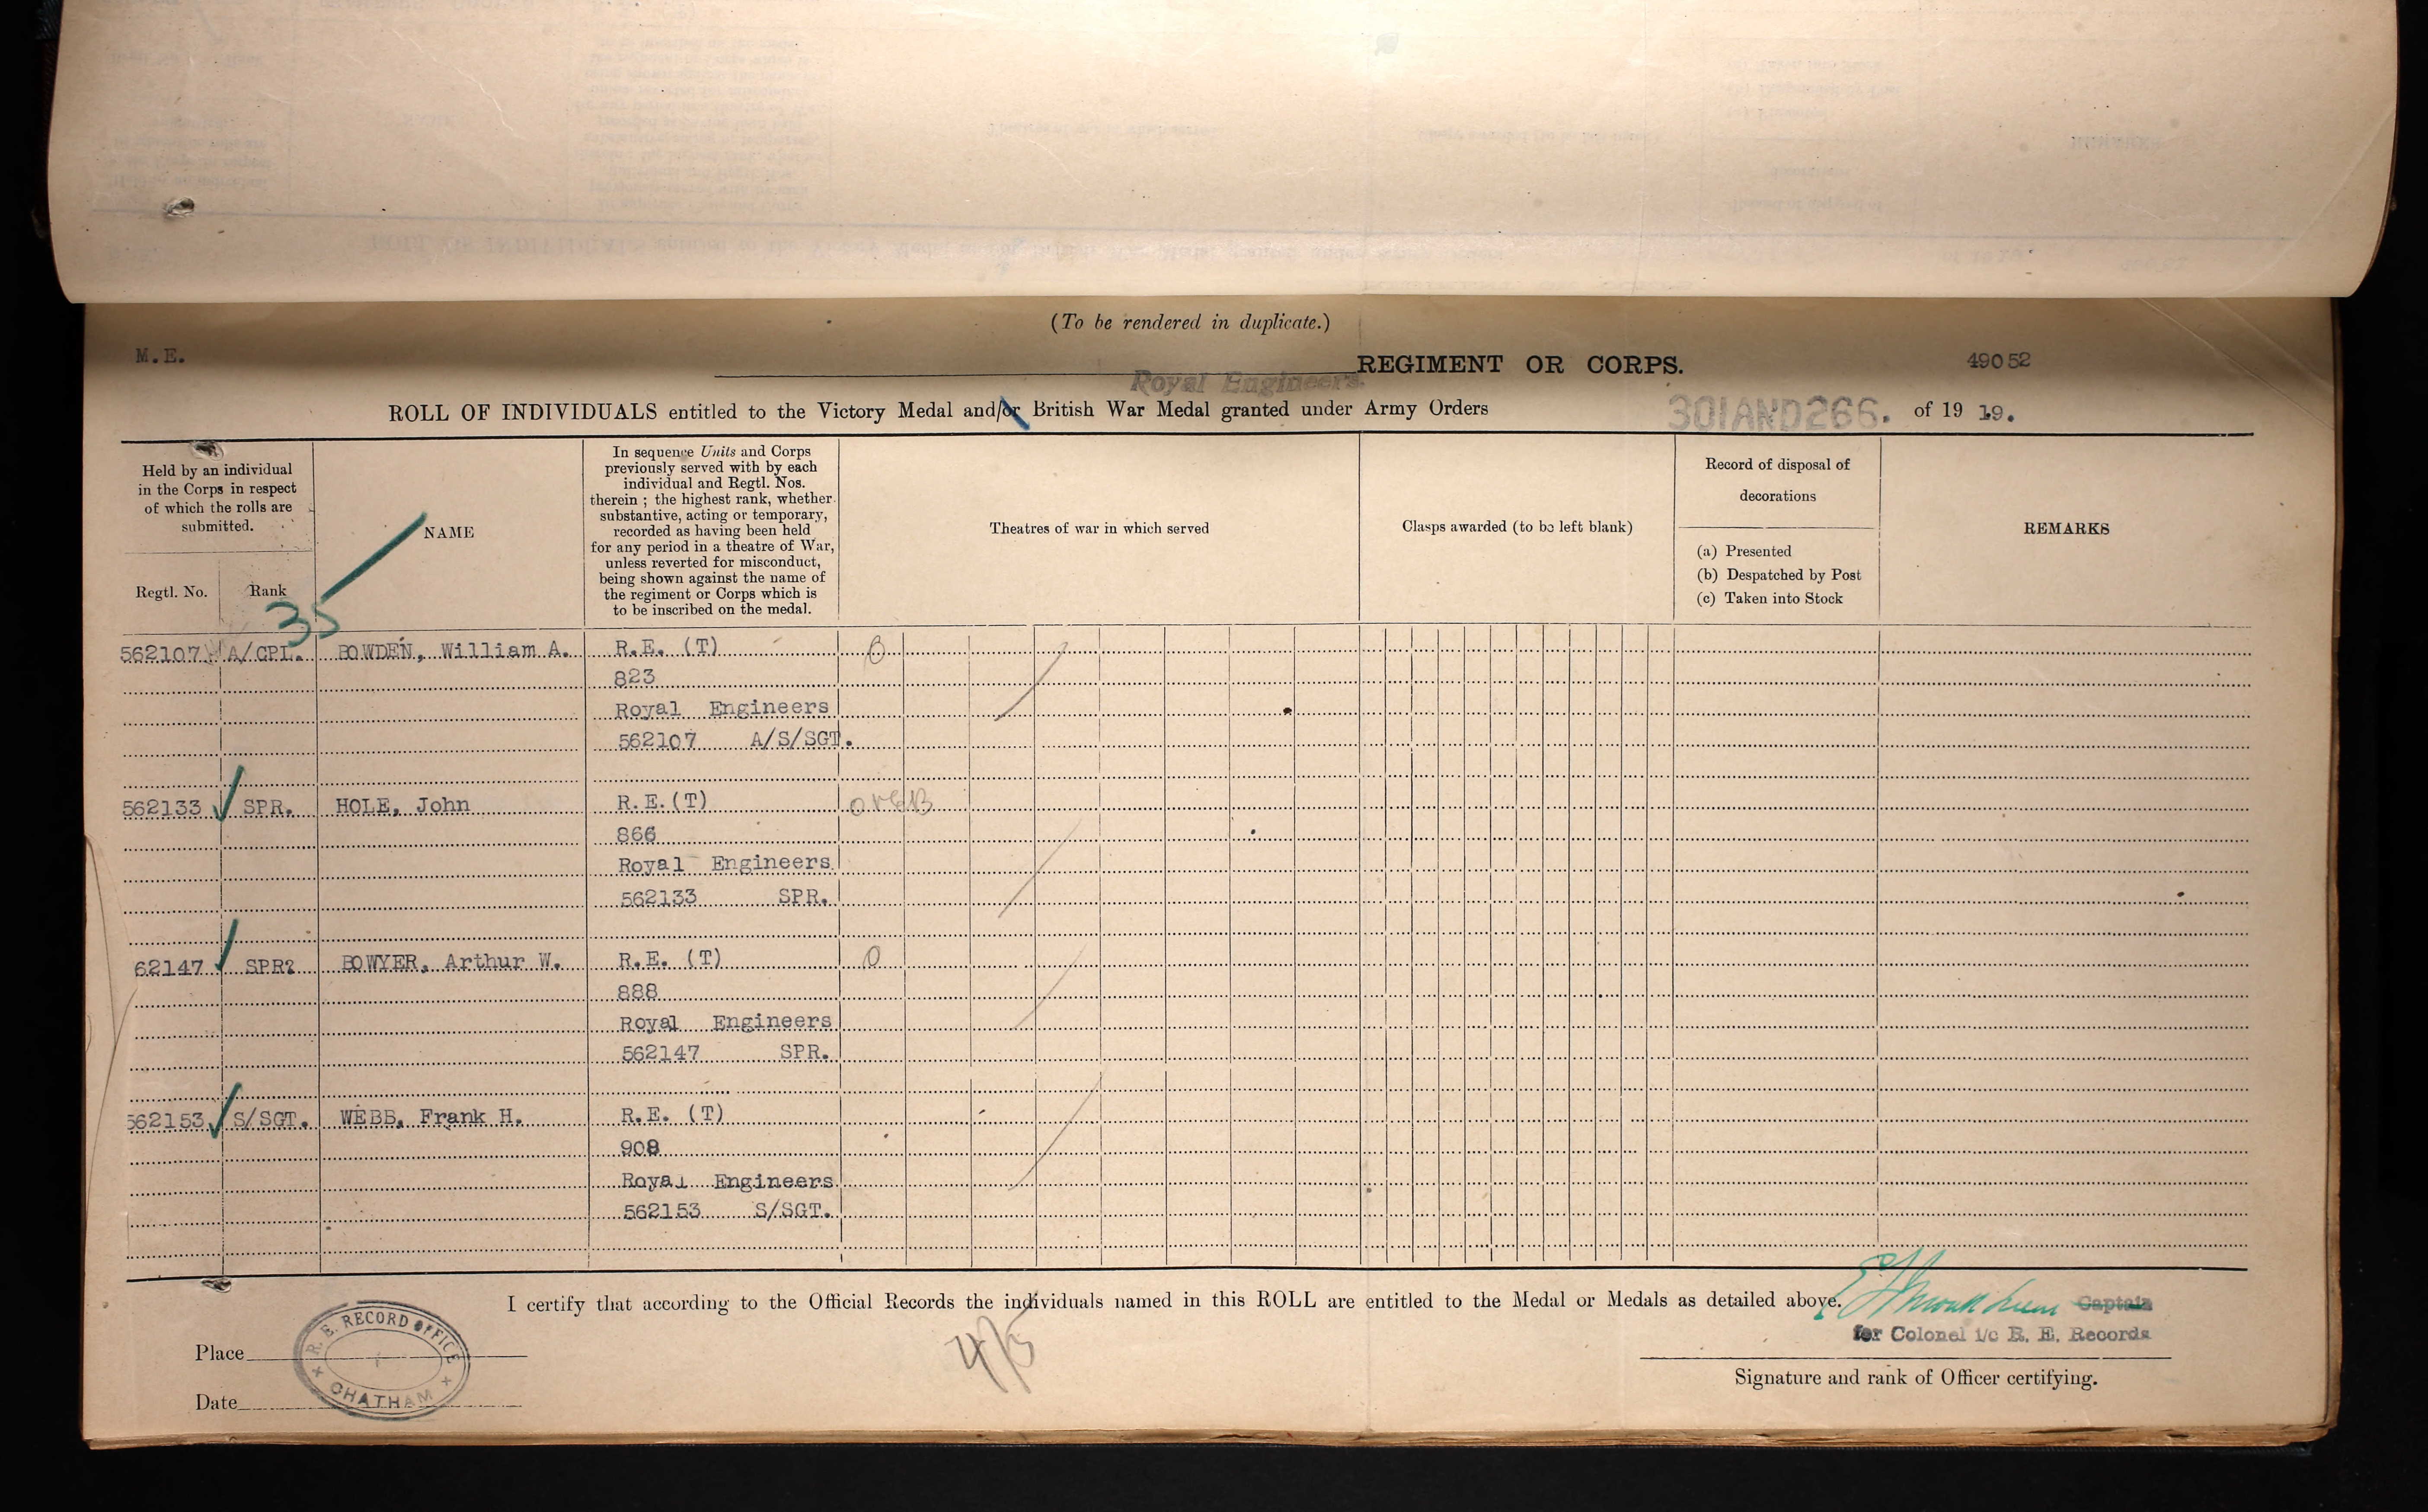 (To be rendered in duplicate.)
M. E.
REGIMENT OR CORPS.
49052
Royal Engineers.
ROLL OF INDIVIDUALS entitled to the Victory Medal and/or British War Medal granted under Army Orders 301AND266. of 19 19.
Held by an individual
in the Corps in respect
of which the rolls are
submitted.
Regtl. No.
Rank
35
NAME
In sequence Units and Corps
previously served with by each
individual and Regtl. Nos.
therein ; the highest rank, whether
substantive, acting or temporary,
recorded as having been held
for any period in a theatre of War,
unless reverted for misconduct,
being shown against the name of
the regiment or Corps which is
to be inscribed on the medal.
Theatres of war in which served
Clasps awarded (to be left blank)
Record of disposal of
decorations
(a) Presented
(b) Despatched by Post
(c) Taken into Stock
REMARKS
562107 A/CPL. BOWDEN, William A. R.E. (T)
823
Royal Engineers
562107 A/S/SGT.
562133 SPR. HOLE, John R.E.(T)
866
Royal Engineers
562133 SPR.
62147 SPR? BOWYER, Arthur W. R.E. (T)
888
Royal Engineers
562147 SPR.
562153 S/SGT. WEBB, Frank H. R.E. (T)
908
Royal Engineers
562153 S/SGT.
I certify that according to the Official Records the individuals named in this ROLL are entitled to the Medal or Medals as detailed above.
Captain
for Colonel i/c R. E. Records
Signature and rank of Officer certifying.
Place
Date
R. E. RECORD OFFICE
CHATHAM